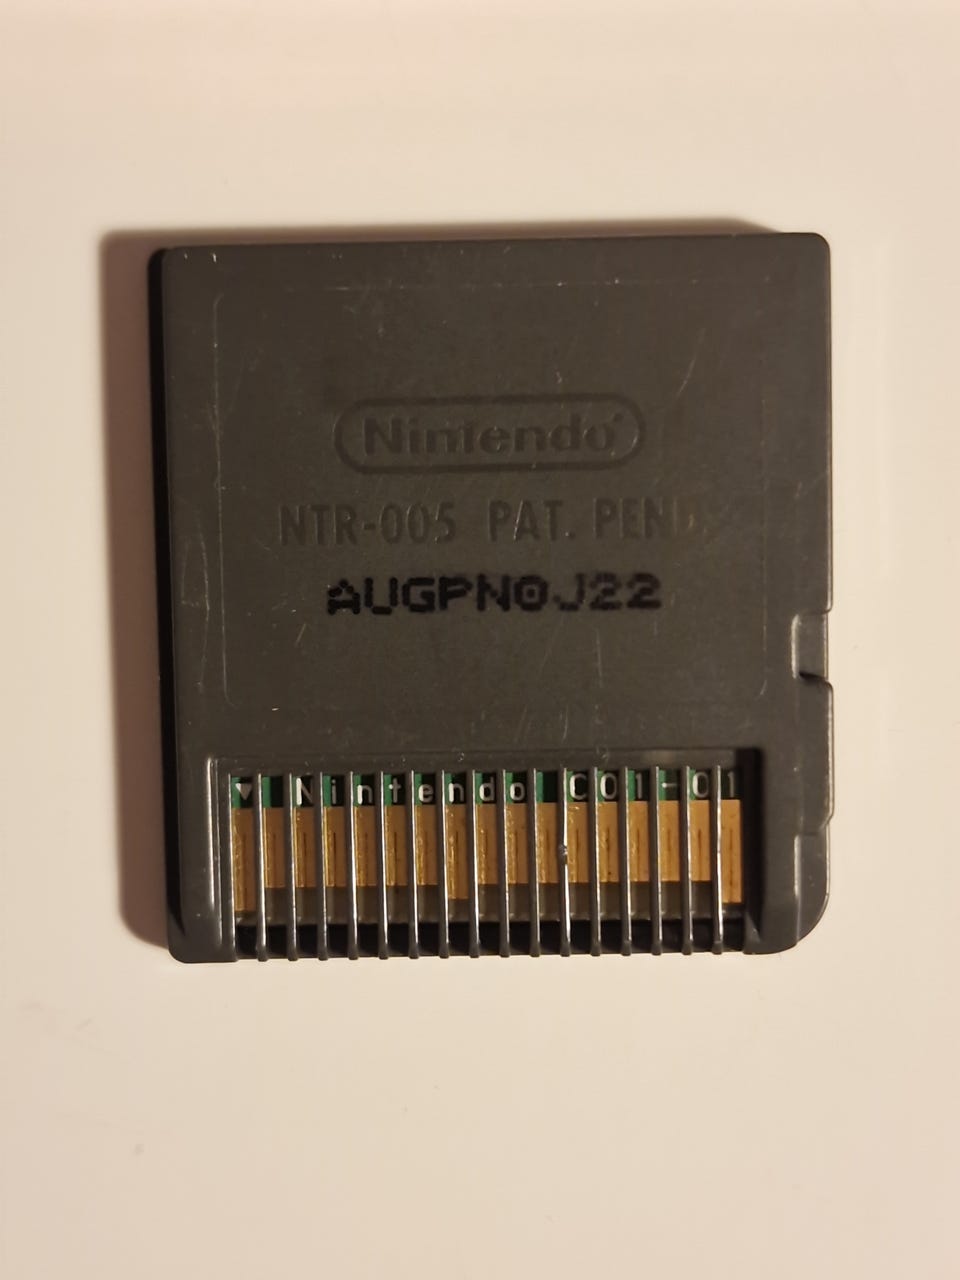 Nintendo®
NTR-005 PAT. PEND.
AUGPN0J22
▼ Nintendo C01-01